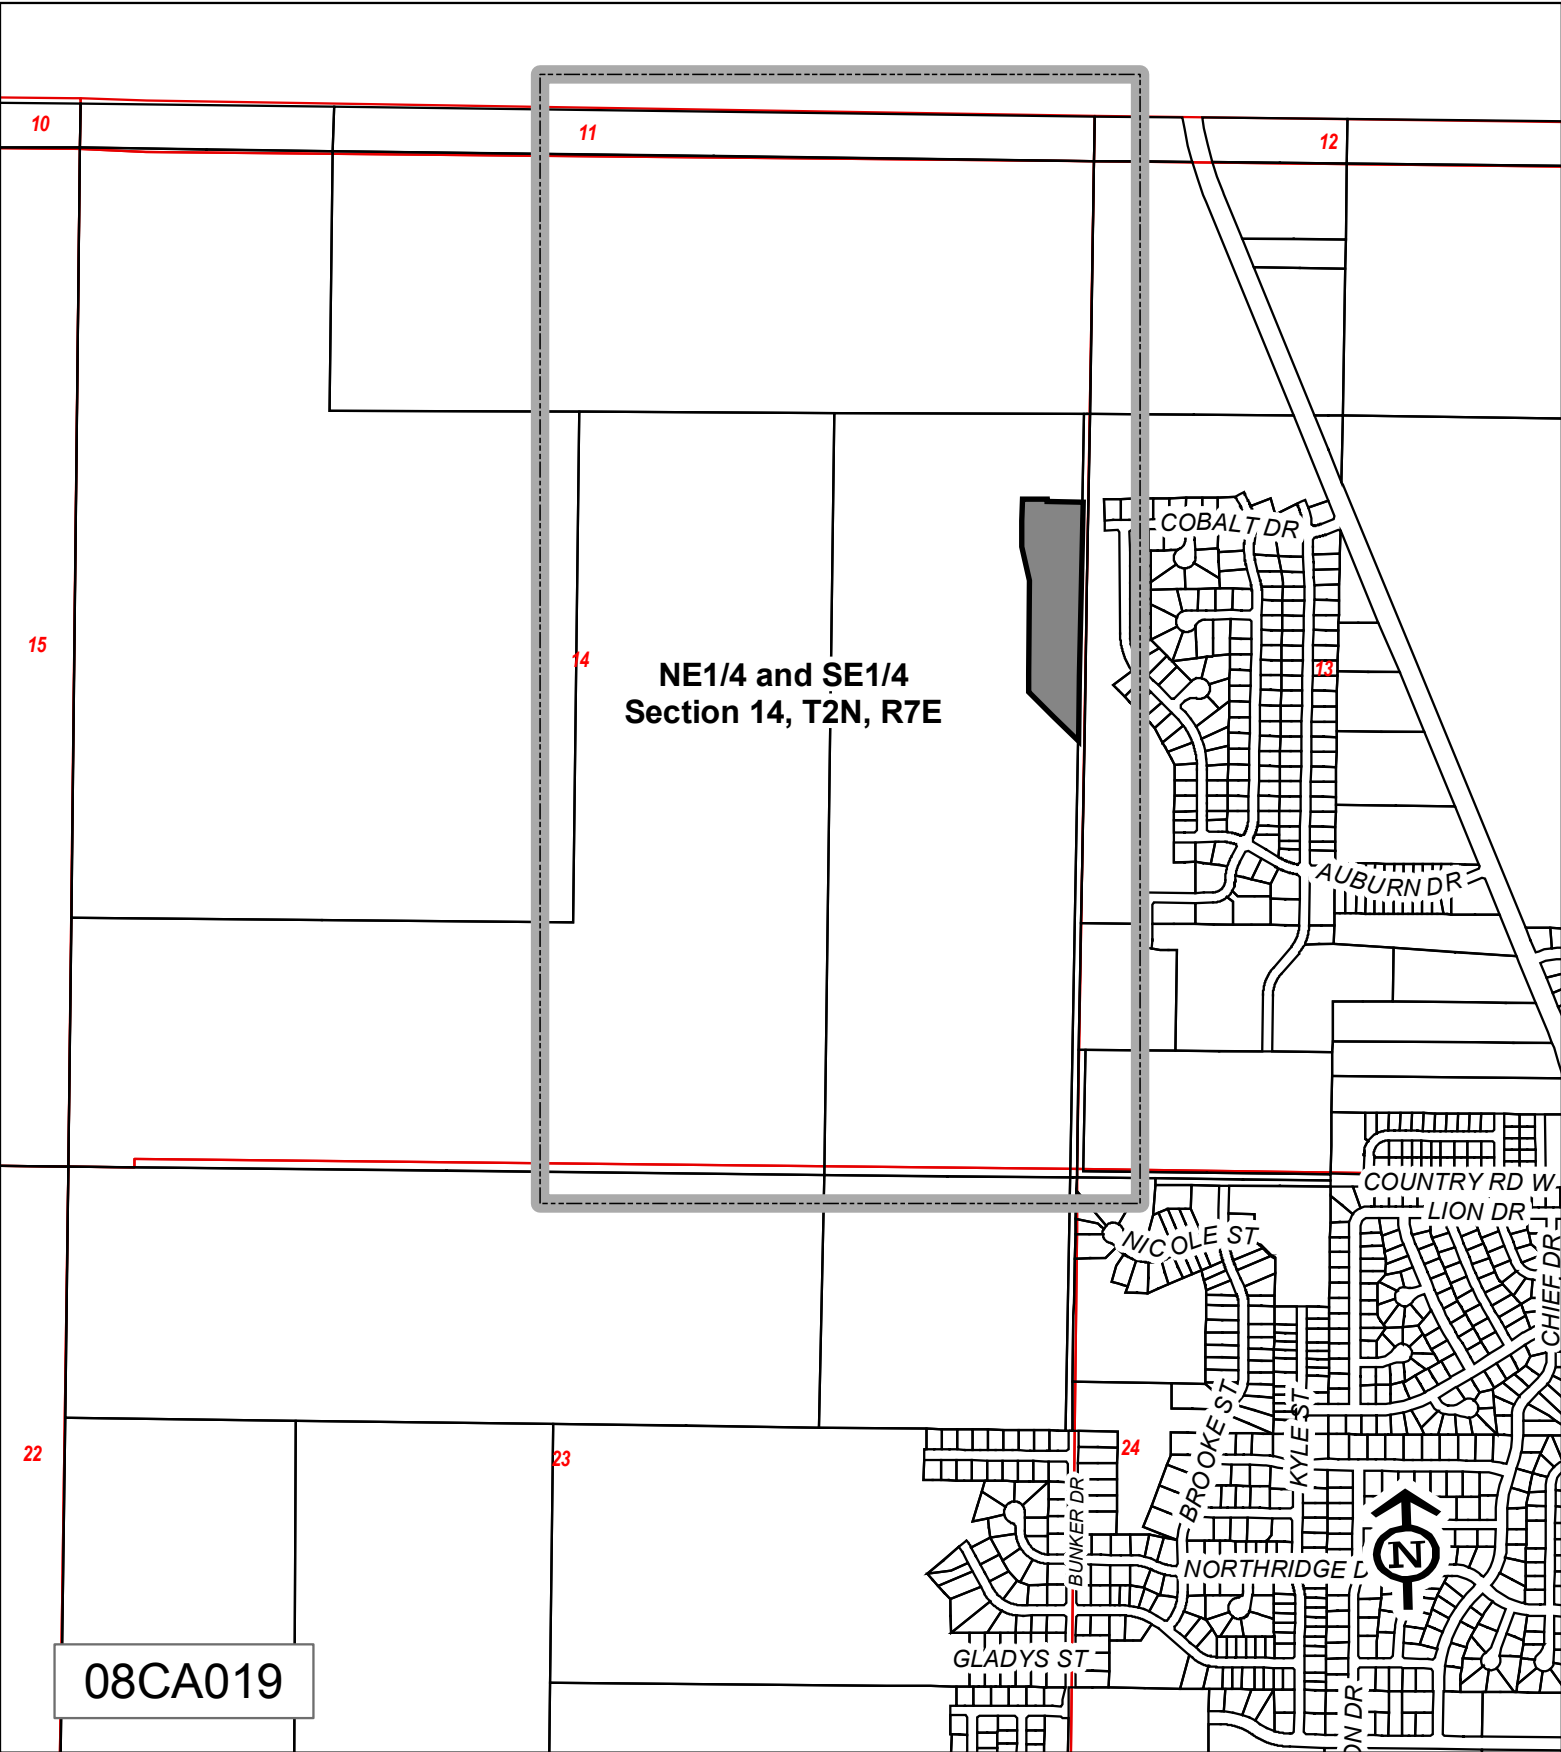 10
11
12
COBALT DR
15
14
13
NE1/4 and SE1/4
Section 14, T2N, R7E
AUBURN DR
COUNTRY RD W
LION DR
NICOLE ST
CHIEF DR
BROOKE ST
KYLE ST
22
23
24
BUNKER DR
N
NORTHRIDGE D
GLADYS ST
08CA019
ON DR